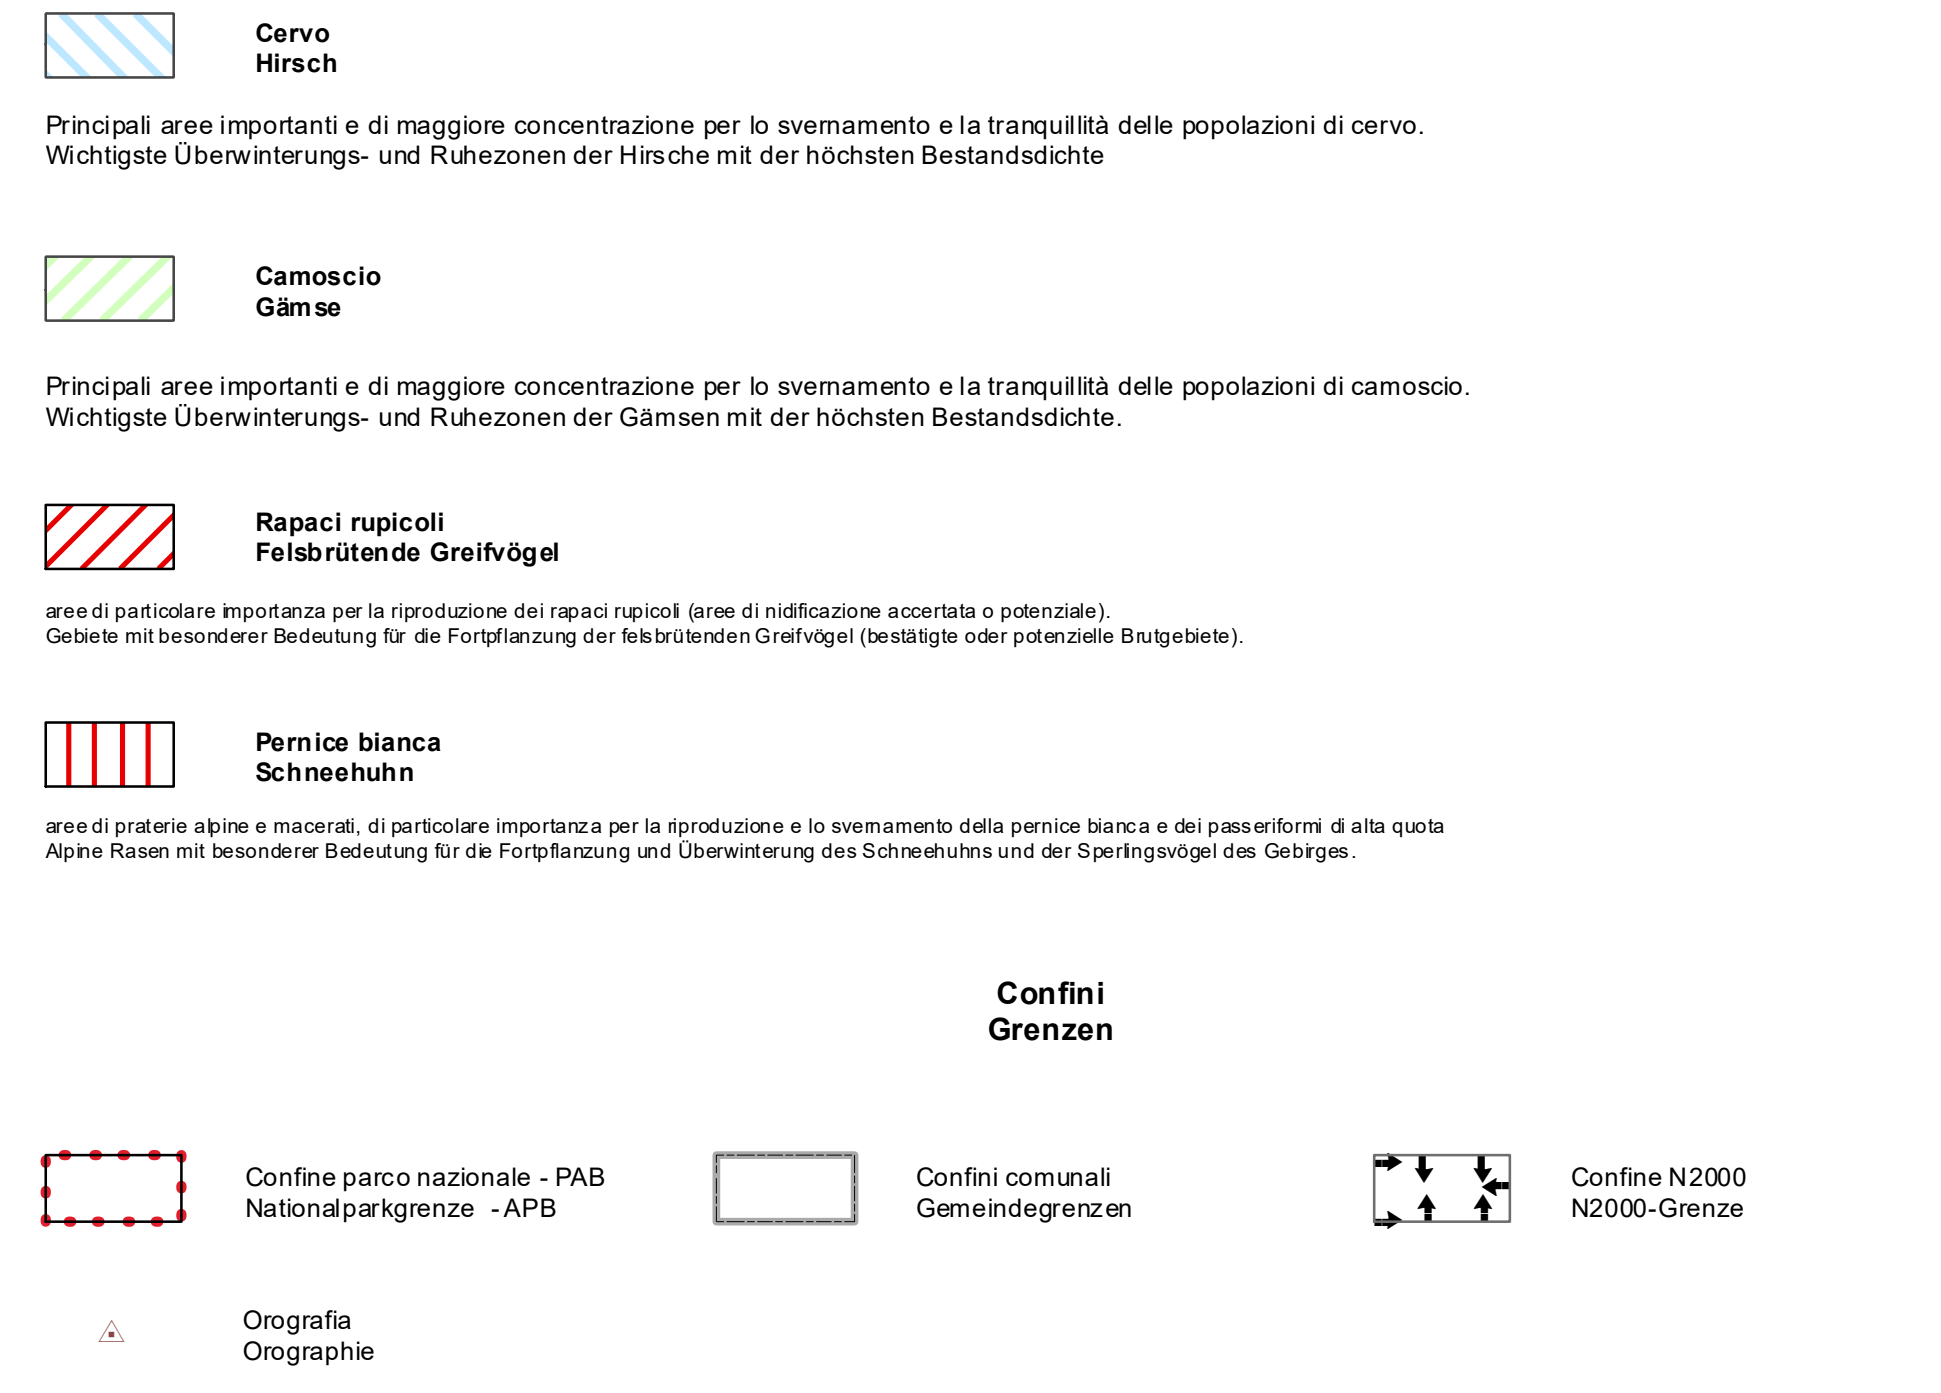 Cervo
Hirsch
Principali aree importanti e di maggiore concentrazione per lo svernamento e la tranquillità delle popolazioni di cervo.
Wichtigste Überwinterungs- und Ruhezonen der Hirsche mit der höchsten Bestandsdichte
Camoscio
Gämse
Principali aree importanti e di maggiore concentrazione per lo svernamento e la tranquillità delle popolazioni di camoscio.
Wichtigste Überwinterungs- und Ruhezonen der Gämsen mit der höchsten Bestandsdichte.
Rapaci rupicoli
Felsbrütende Greifvögel
aree di particolare importanza per la riproduzione dei rapaci rupicoli (aree di nidificazione accertata o potenziale).
Gebiete mit besonderer Bedeutung für die Fortpflanzung der felsbrütenden Greifvögel (bestätigte oder potenzielle Brutgebiete).
Pernice bianca
Schneehuhn
aree di praterie alpine e macerati, di particolare importanza per la riproduzione e lo svernamento della pernice bianca e dei passeriformi di alta quota
Alpine Rasen mit besonderer Bedeutung für die Fortpflanzung und Überwinterung des Schneehuhns und der Sperlingsvögel des Gebirges.
Confini
Grenzen
Confine parco nazionale - PAB
Nationalparkgrenze - APB
Confini comunali
Gemeindegrenzen
Confine N2000
N2000-Grenze
Orografia
Orographie